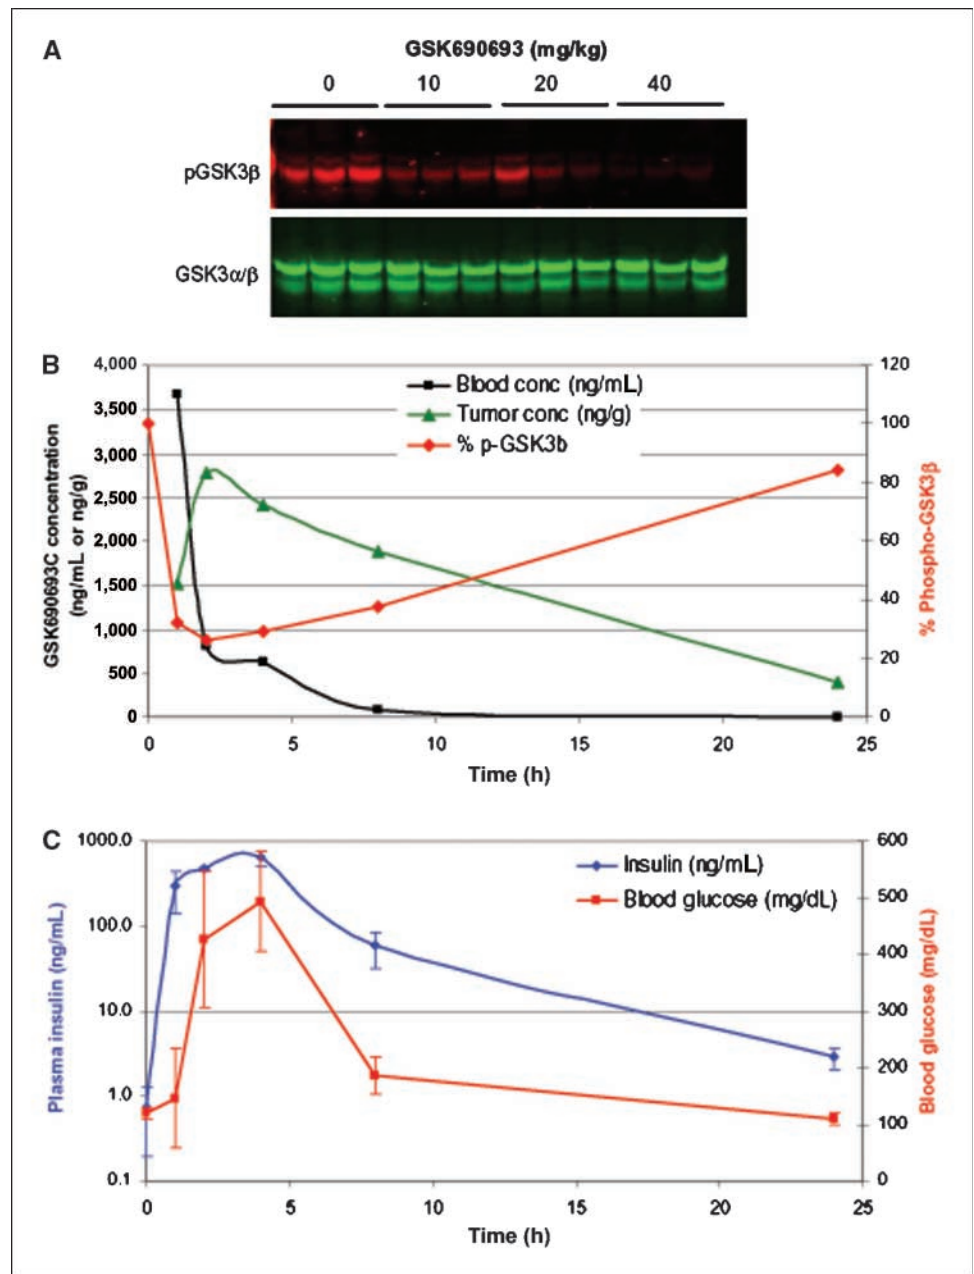 A
GSK690693 (mg/kg)
0 10 20 40
pGSK3β
GSK3α/β
B
4,000
3,500
3,000
2,500
2,000
1,500
1,000
500
0
GSK690693C concentration
(ng/mL or ng/g)
Blood conc (ng/mL)
Tumor conc (ng/g)
% p-GSK3b
120
100
80
60
40
20
0
% Phospho-GSK3β
0 5 10 15 20 25
Time (h)
C
1000.0
100.0
10.0
1.0
0.1
Plasma insulin (ng/mL)
Insulin (ng/mL)
Blood glucose (mg/dL)
600
500
400
300
200
100
0
Blood glucose (mg/dL)
0 5 10 15 20 25
Time (h)